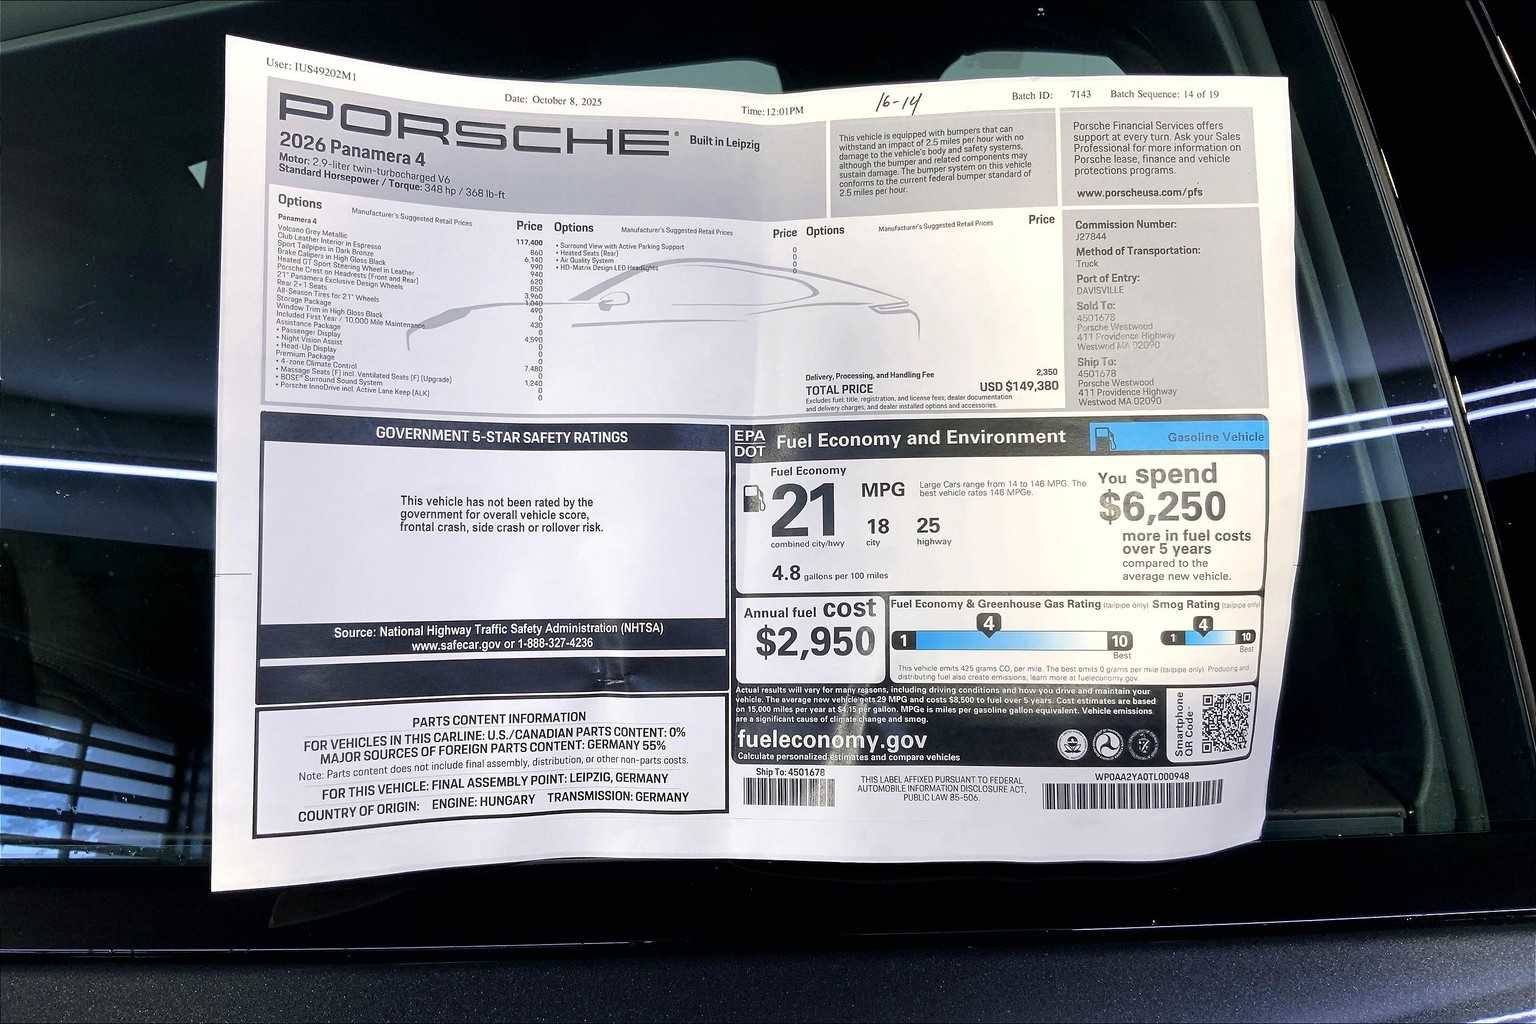 User: IUS49202M1
Date: October 8, 2025
Time: 12:01PM
16-14
Batch ID: 7143
Batch Sequence: 14 of 19
PORSCHE
Built in Leipzig
2026 Panamera 4
Motor: 2.9-liter twin-turbocharged V6
Standard Horsepower / Torque: 348 hp / 368 lb-ft
This vehicle is equipped with bumpers that can
withstand an impact of 2.5 miles per hour with no
damage to the vehicle's body and safety systems,
although the bumper and related components may
sustain damage. The bumper system on this vehicle
conforms to the current federal bumper standard of
2.5 miles per hour.
Porsche Financial Services offers
support at every turn. Ask your Sales
Professional for more information on
Porsche lease, finance and vehicle
protections programs.
www.porscheusa.com/pfs
Options Manufacturer's Suggested Retail Prices Price
Panamera 4 117,400
Volcano Grey Metallic 860
Club Leather Interior in Espresso 6,140
Sport Tailpipes in Dark Bronze 990
Brake Calipers in High Gloss Black 940
Heated GT Sport Steering Wheel in Leather 620
Porsche Crest on Headrests (Front and Rear) 850
21" Panamera Exclusive Design Wheels 3,960
Rear 2+1 Seats 1,040
All-Season Tires for 21" Wheels 490
Storage Package 0
Window Trim in High Gloss Black 430
Included First Year / 10,000 Mile Maintenance 0
Assistance Package 4,590
• Passenger Display 0
• Night Vision Assist 0
• Head-Up Display 0
Premium Package 7,480
• 4-zone Climate Control 0
• Massage Seats (F) incl. Ventilated Seats (F) (Upgrade) 1,240
• BOSE® Surround Sound System 0
• Porsche InnoDrive incl. Active Lane Keep (ALK) 0
Options Manufacturer's Suggested Retail Prices Price
• Surround View with Active Parking Support 0
• Heated Seats (Rear) 0
• Air Quality System 0
• HD-Matrix Design LED Headlights 0
Options Manufacturer's Suggested Retail Prices Price
Delivery, Processing, and Handling Fee 2,350
TOTAL PRICE USD $149,380
Excludes fuel; title, registration, and license fees; dealer documentation
and delivery charges; and dealer installed options and accessories.
Commission Number:
J27844
Method of Transportation:
Truck
Port of Entry:
DAVISVILLE
Sold To:
4501678
Porsche Westwood
411 Providence Highway
Westwod MA 02090
Ship To:
4501678
Porsche Westwood
411 Providence Highway
Westwod MA 02090
GOVERNMENT 5-STAR SAFETY RATINGS
This vehicle has not been rated by the
government for overall vehicle score,
frontal crash, side crash or rollover risk.
Source: National Highway Traffic Safety Administration (NHTSA)
www.safecar.gov or 1-888-327-4236
PARTS CONTENT INFORMATION
FOR VEHICLES IN THIS CARLINE: U.S./CANADIAN PARTS CONTENT: 0%
MAJOR SOURCES OF FOREIGN PARTS CONTENT: GERMANY 55%
Note: Parts content does not include final assembly, distribution, or other non-parts costs.
FOR THIS VEHICLE: FINAL ASSEMBLY POINT: LEIPZIG, GERMANY
COUNTRY OF ORIGIN: ENGINE: HUNGARY TRANSMISSION: GERMANY
EPA
DOT
Fuel Economy and Environment
Gasoline Vehicle
Fuel Economy
21 MPG
combined city/hwy
18
city
25
highway
4.8 gallons per 100 miles
Large Cars range from 14 to 146 MPG. The
best vehicle rates 146 MPGe.
You spend
$6,250
more in fuel costs
over 5 years
compared to the
average new vehicle.
Annual fuel cost
$2,950
Fuel Economy & Greenhouse Gas Rating (tailpipe only)
4
1 10
Best
Smog Rating (tailpipe only)
4
1 10
Best
This vehicle emits 425 grams CO₂ per mile. The best emits 0 grams per mile (tailpipe only). Producing and
distributing fuel also create emissions, learn more at fueleconomy.gov.
Actual results will vary for many reasons, including driving conditions and how you drive and maintain your
vehicle. The average new vehicle gets 29 MPG and costs $8,500 to fuel over 5 years. Cost estimates are based
on 15,000 miles per year at $4.15 per gallon. MPGe is miles per gasoline gallon equivalent. Vehicle emissions
are a significant cause of climate change and smog.
fueleconomy.gov
Calculate personalized estimates and compare vehicles
Smartphone
QR Code™
Ship To: 4501678
THIS LABEL AFFIXED PURSUANT TO FEDERAL
AUTOMOBILE INFORMATION DISCLOSURE ACT,
PUBLIC LAW 85-506.
WP0AA2YA0TL000948